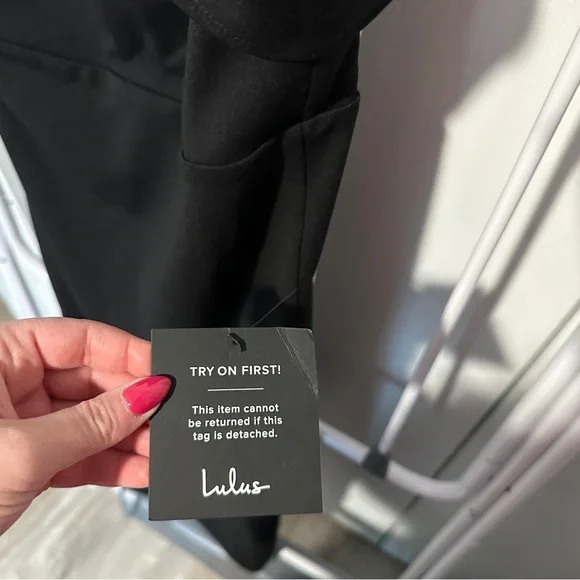 TRY ON FIRST!
This item cannot
be returned if this
tag is detached.
Lulus